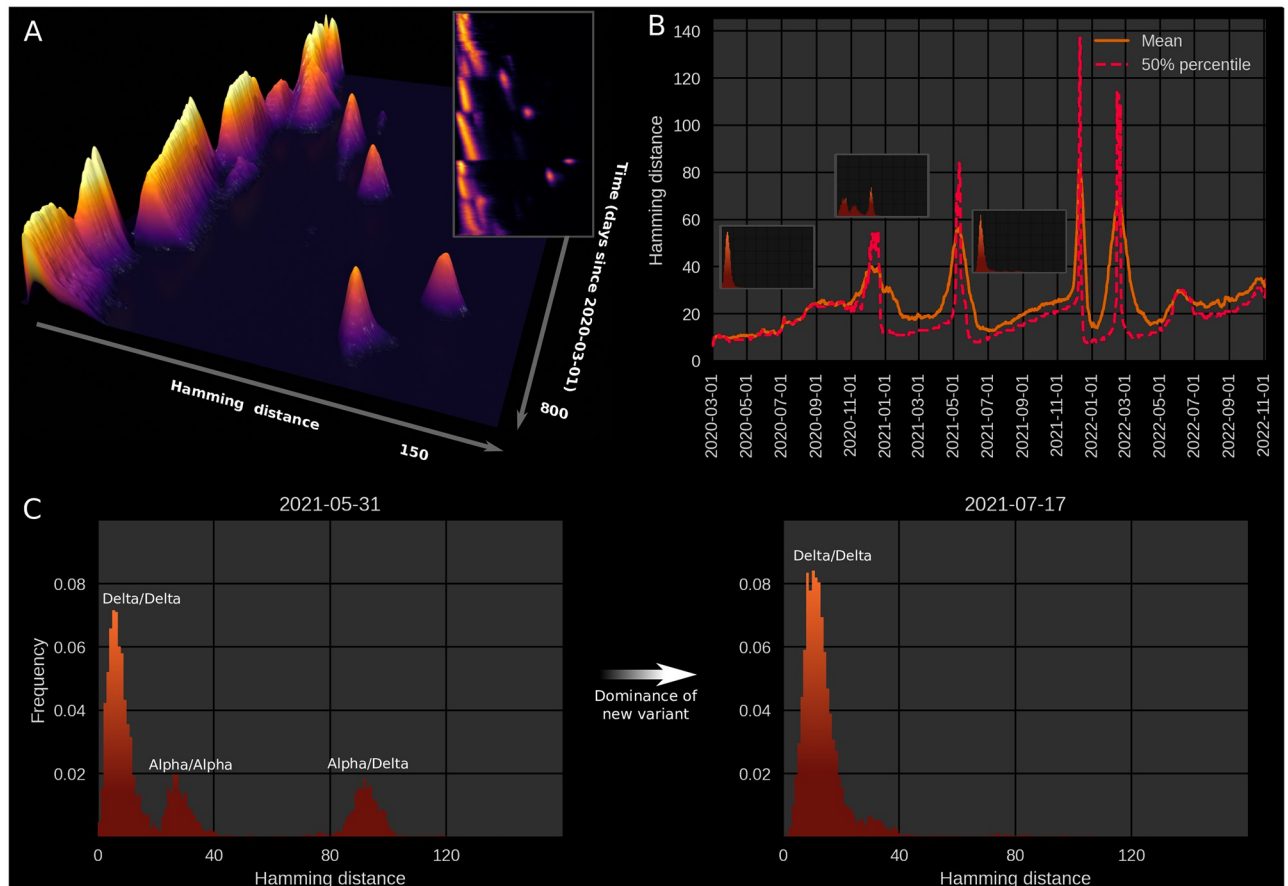 A
Time (days since 2020-03-01)
Hamming distance
150
800
B
Mean
50% percentile
Hamming distance
140
120
100
80
60
40
20
0
2020-03-01
2020-05-01
2020-07-01
2020-09-01
2020-11-01
2021-01-01
2021-03-01
2021-05-01
2021-07-01
2021-09-01
2021-11-01
2022-01-01
2022-03-01
2022-05-01
2022-07-01
2022-09-01
2022-11-01
C
2021-05-31
Frequency
0.08
0.06
0.04
0.02
Delta/Delta
Alpha/Alpha
Alpha/Delta
0
40
80
120
Hamming distance
Dominance of
new variant
2021-07-17
0.08
0.06
0.04
0.02
Delta/Delta
0
40
80
120
Hamming distance